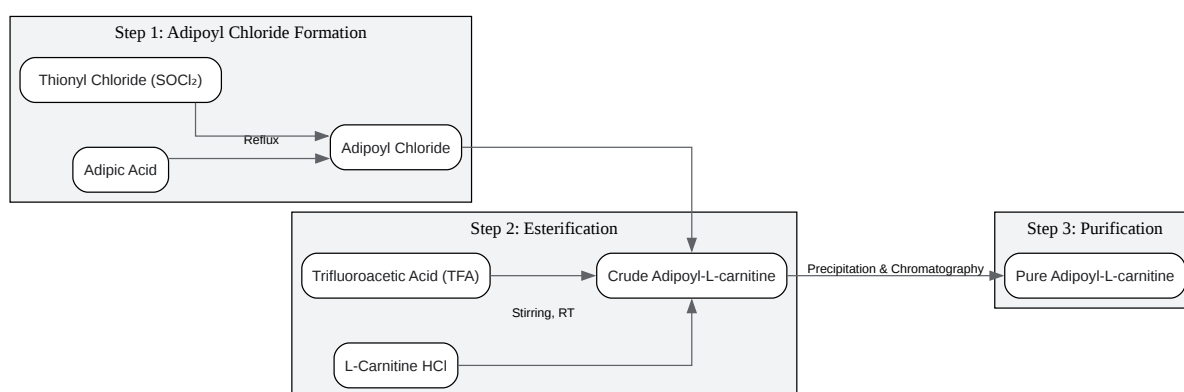 Step 1: Adipoyl Chloride Formation
Thionyl Chloride (SOCl₂)
Reflux
Adipoyl Chloride
Adipic Acid
Step 2: Esterification
Trifluoroacetic Acid (TFA)
Crude Adipoyl-L-carnitine
Stirring, RT
L-Carnitine HCl
Precipitation & Chromatography
Step 3: Purification
Pure Adipoyl-L-carnitine